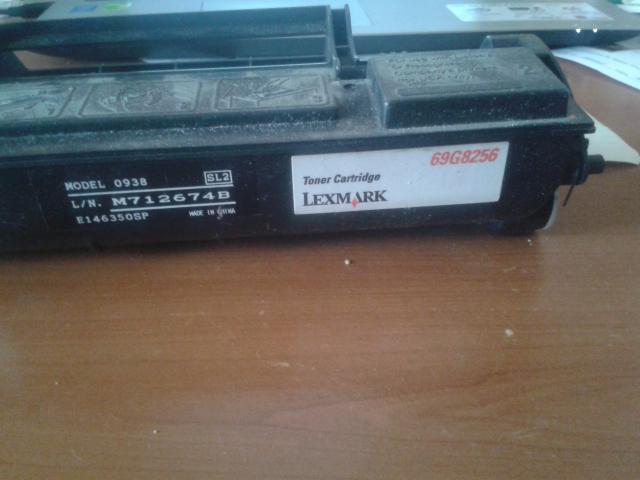 MODEL 0938 SL2
L/N. M712674B
E146350SP MADE IN CHINA
69G8256
Toner Cartridge
LEXMARK